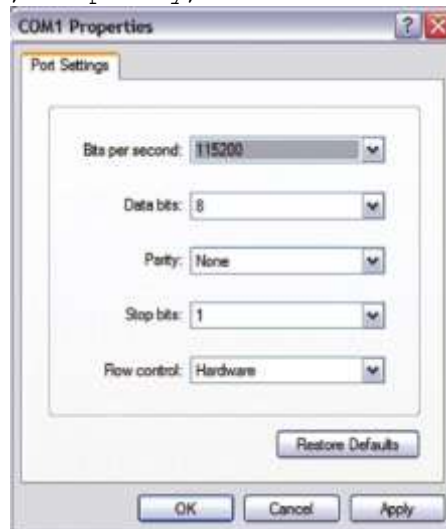 COM1 Properties
Port Settings
Bits per second: 115200
Data bits: 8
Parity: None
Stop bits: 1
Flow control: Hardware
Restore Defaults
OK Cancel Apply